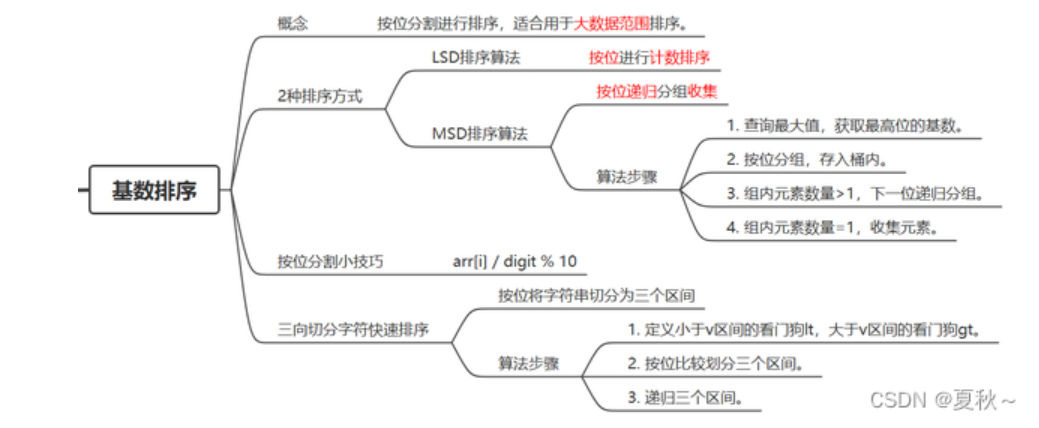 基数排序
概念
按位分割进行排序，适合用于大数据范围排序。
2种排序方式
LSD排序算法
按位进行计数排序
MSD排序算法
按位递归分组收集
算法步骤
1. 查询最大值，获取最高位的基数。
2. 按位分组，存入桶内。
3. 组内元素数量>1，下一位递归分组。
4. 组内元素数量=1，收集元素。
按位分割小技巧
arr[i] / digit % 10
三向切分字符快速排序
按位将字符串切分为三个区间
算法步骤
1. 定义小于v区间的看门狗lt，大于v区间的看门狗gt。
2. 按位比较划分三个区间。
3. 递归三个区间。
CSDN @夏秋～